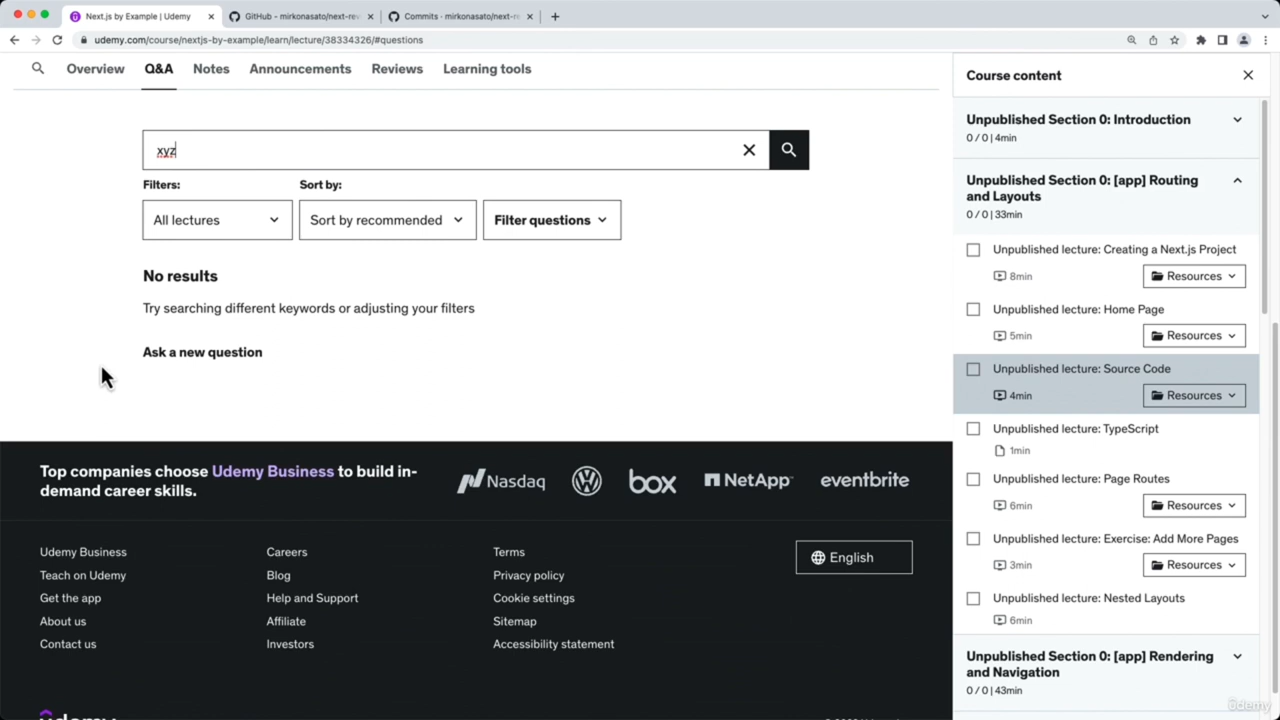 Next.js by Example | Udemy
GitHub - mirkonasato/next-rev
Commits · mirkonasato/next-re
udemy.com/course/nextjs-by-example/learn/lecture/38334326/#questions
Overview
Q&A
Notes
Announcements
Reviews
Learning tools
xyz
Filters:
Sort by:
All lectures
Sort by recommended
Filter questions
No results
Try searching different keywords or adjusting your filters
Ask a new question
Top companies choose Udemy Business to build in-
demand career skills.
Nasdaq
box
NetApp
eventbrite
Udemy Business
Teach on Udemy
Get the app
About us
Contact us
Careers
Blog
Help and Support
Affiliate
Investors
Terms
Privacy policy
Cookie settings
Sitemap
Accessibility statement
English
Course content
Unpublished Section 0: Introduction
0 / 0 | 4min
Unpublished Section 0: [app] Routing
and Layouts
0 / 0 | 33min
Unpublished lecture: Creating a Next.js Project
8min
Resources
Unpublished lecture: Home Page
5min
Resources
Unpublished lecture: Source Code
4min
Resources
Unpublished lecture: TypeScript
1min
Unpublished lecture: Page Routes
6min
Resources
Unpublished lecture: Exercise: Add More Pages
3min
Resources
Unpublished lecture: Nested Layouts
6min
Unpublished Section 0: [app] Rendering
and Navigation
0 / 0 | 43min
udemy